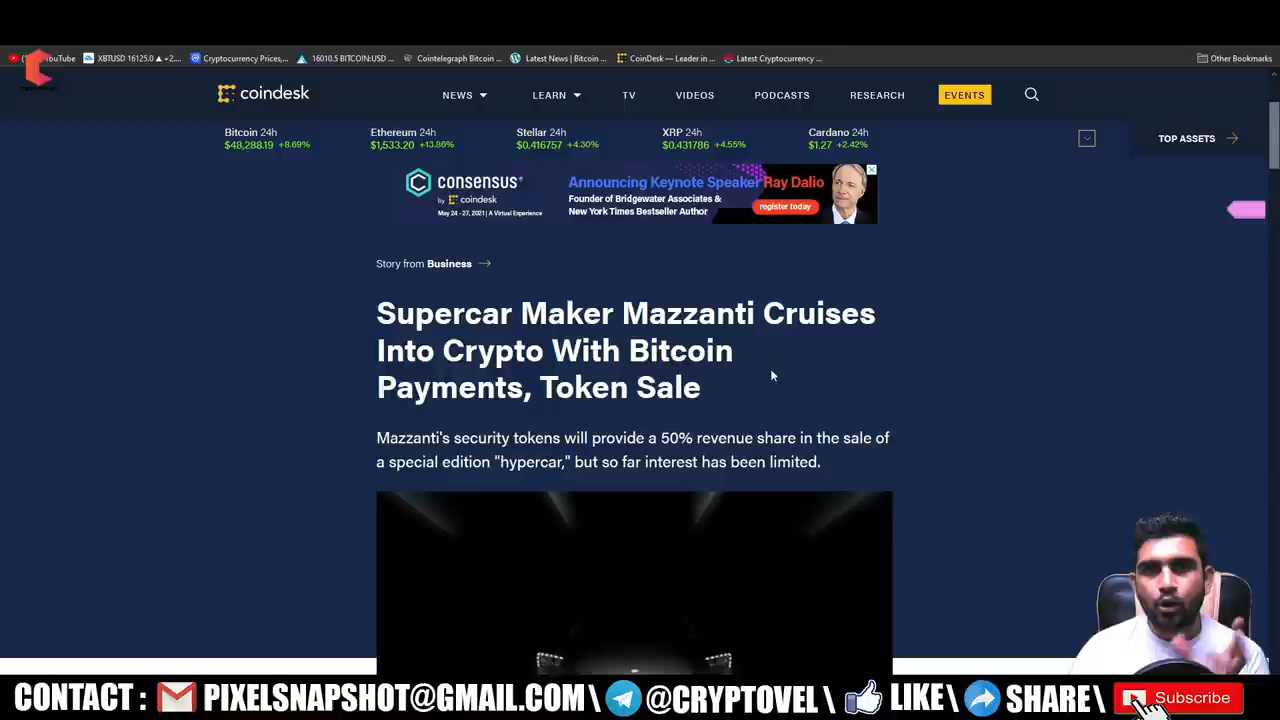 YouTube
XBTUSD 16125.0 ▲ +2....
Cryptocurrency Prices,...
16010.5 BITCOIN:USD ...
Cointelegraph Bitcoin ...
Latest News | Bitcoin ...
CoinDesk — Leader in ...
Latest Cryptocurrency ...
Other Bookmarks
coindesk
NEWS
LEARN
TV
VIDEOS
PODCASTS
RESEARCH
EVENTS
Bitcoin 24h
$48,288.19 +8.69%
Ethereum 24h
$1,533.20 +13.86%
Stellar 24h
$0.416757 +4.30%
XRP 24h
$0.431786 +4.55%
Cardano 24h
$1.27 +2.42%
TOP ASSETS
consensus
by coindesk
May 24 - 27, 2021 | A Virtual Experience
Announcing Keynote Speaker Ray Dalio
Founder of Bridgewater Associates &
New York Times Bestseller Author
register today
Story from Business
Supercar Maker Mazzanti Cruises
Into Crypto With Bitcoin
Payments, Token Sale
Mazzanti's security tokens will provide a 50% revenue share in the sale of
a special edition "hypercar," but so far interest has been limited.
CONTACT : PIXELSNAPSHOT@GMAIL.COM\ @CRYPTOVEL\ LIKE\ SHARE\ Subscribe